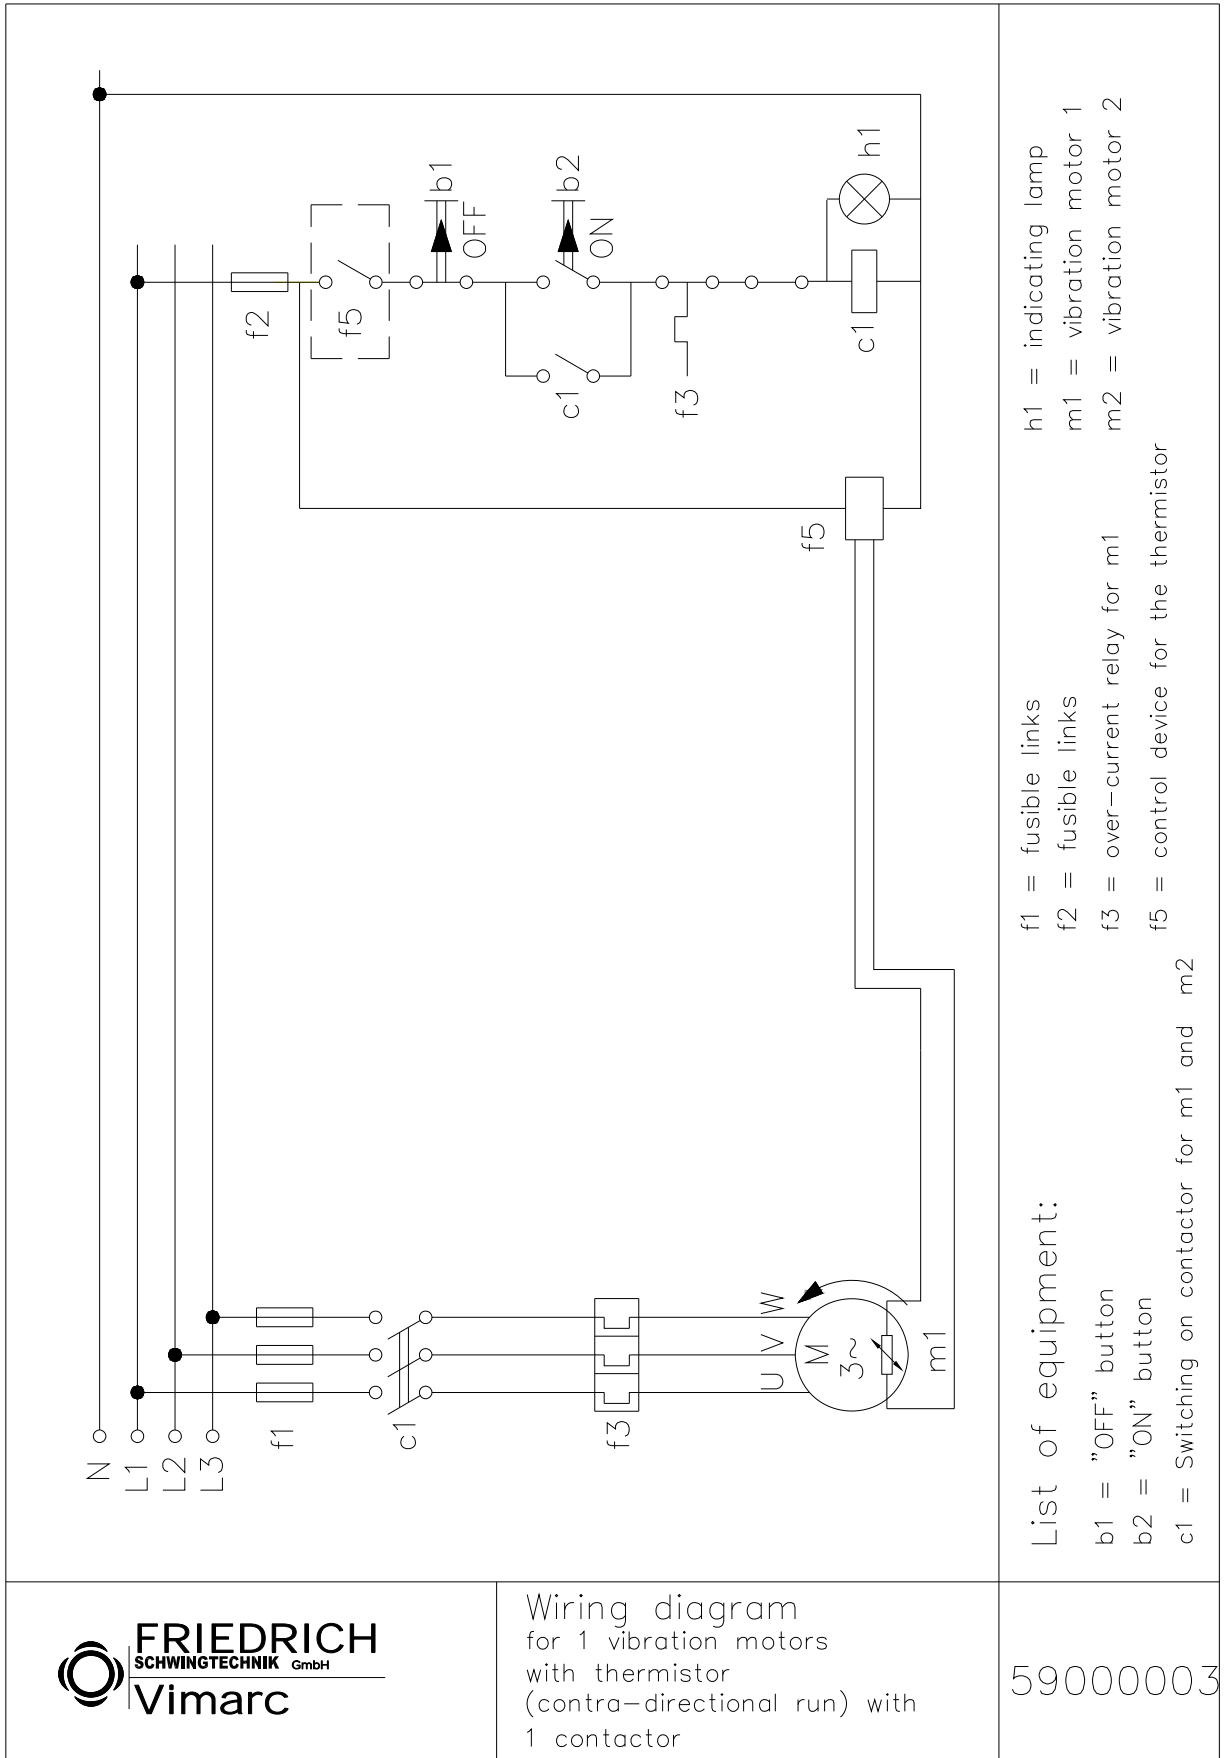 N
L1
L2
L3
f1
c1
f3
U
V
W
M
3~
m1
f2
f5
b1
OFF
b2
ON
c1
f3
f5
c1
h1
List of equipment:
b1 = "OFF" button
b2 = "ON" button
c1 = Switching on contactor for m1 and m2
f1 = fusible links
f2 = fusible links
f3 = over-current relay for m1
f5 = control device for the thermistor
h1 = indicating lamp
m1 = vibration motor 1
m2 = vibration motor 2
FRIEDRICH
SCHWINGTECHNIK GmbH
Vimarc
Wiring diagram
for 1 vibration motors
with thermistor
(contra-directional run) with
1 contactor
59000003